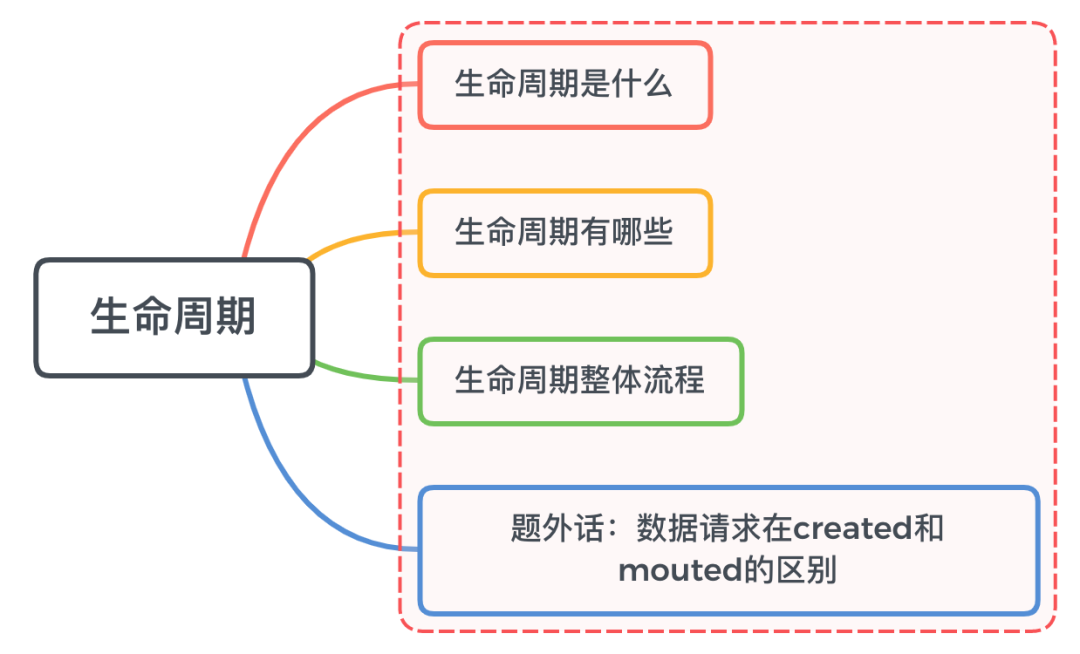 生命周期是什么
生命周期有哪些
生命周期
生命周期整体流程
题外话：数据请求在created和
mouted的区别